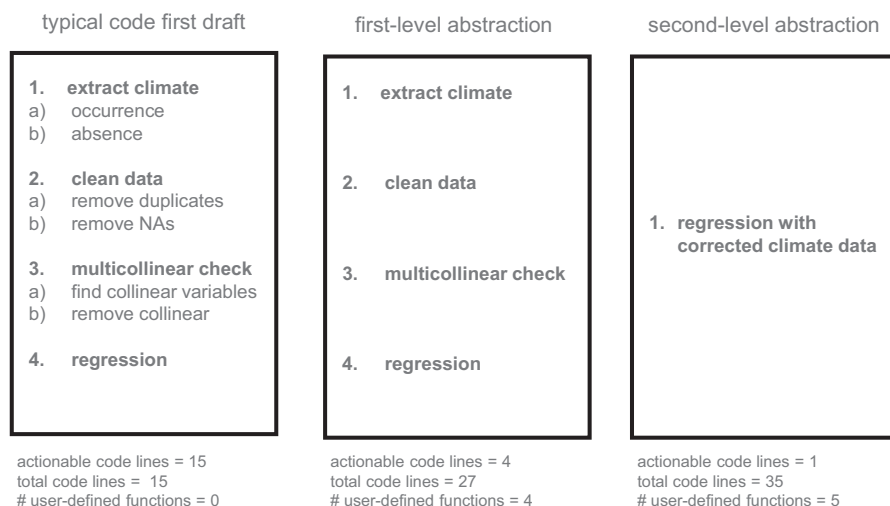 typical code first draft
1. extract climate
a) occurrence
b) absence
2. clean data
a) remove duplicates
b) remove NAs
3. multicollinear check
a) find collinear variables
b) remove collinear
4. regression
actionable code lines = 15
total code lines = 15
# user-defined functions = 0
first-level abstraction
1. extract climate
2. clean data
3. multicollinear check
4. regression
actionable code lines = 4
total code lines = 27
# user-defined functions = 4
second-level abstraction
1. regression with
corrected climate data
actionable code lines = 1
total code lines = 35
# user-defined functions = 5